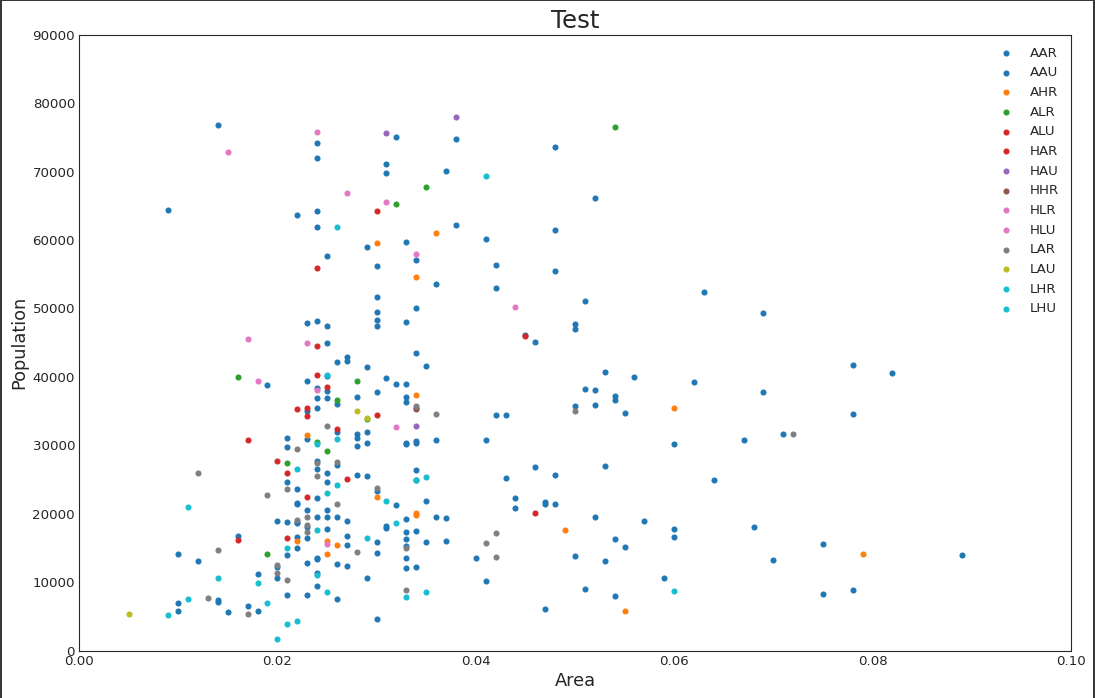 Test
90000
80000
70000
60000
50000
40000
30000
20000
10000
0
0.00
0.02
0.04
0.06
0.08
0.10
Population
Area
AAR
AAU
AHR
ALR
ALU
HAR
HAU
HHR
HLR
HLU
LAR
LAU
LHR
LHU